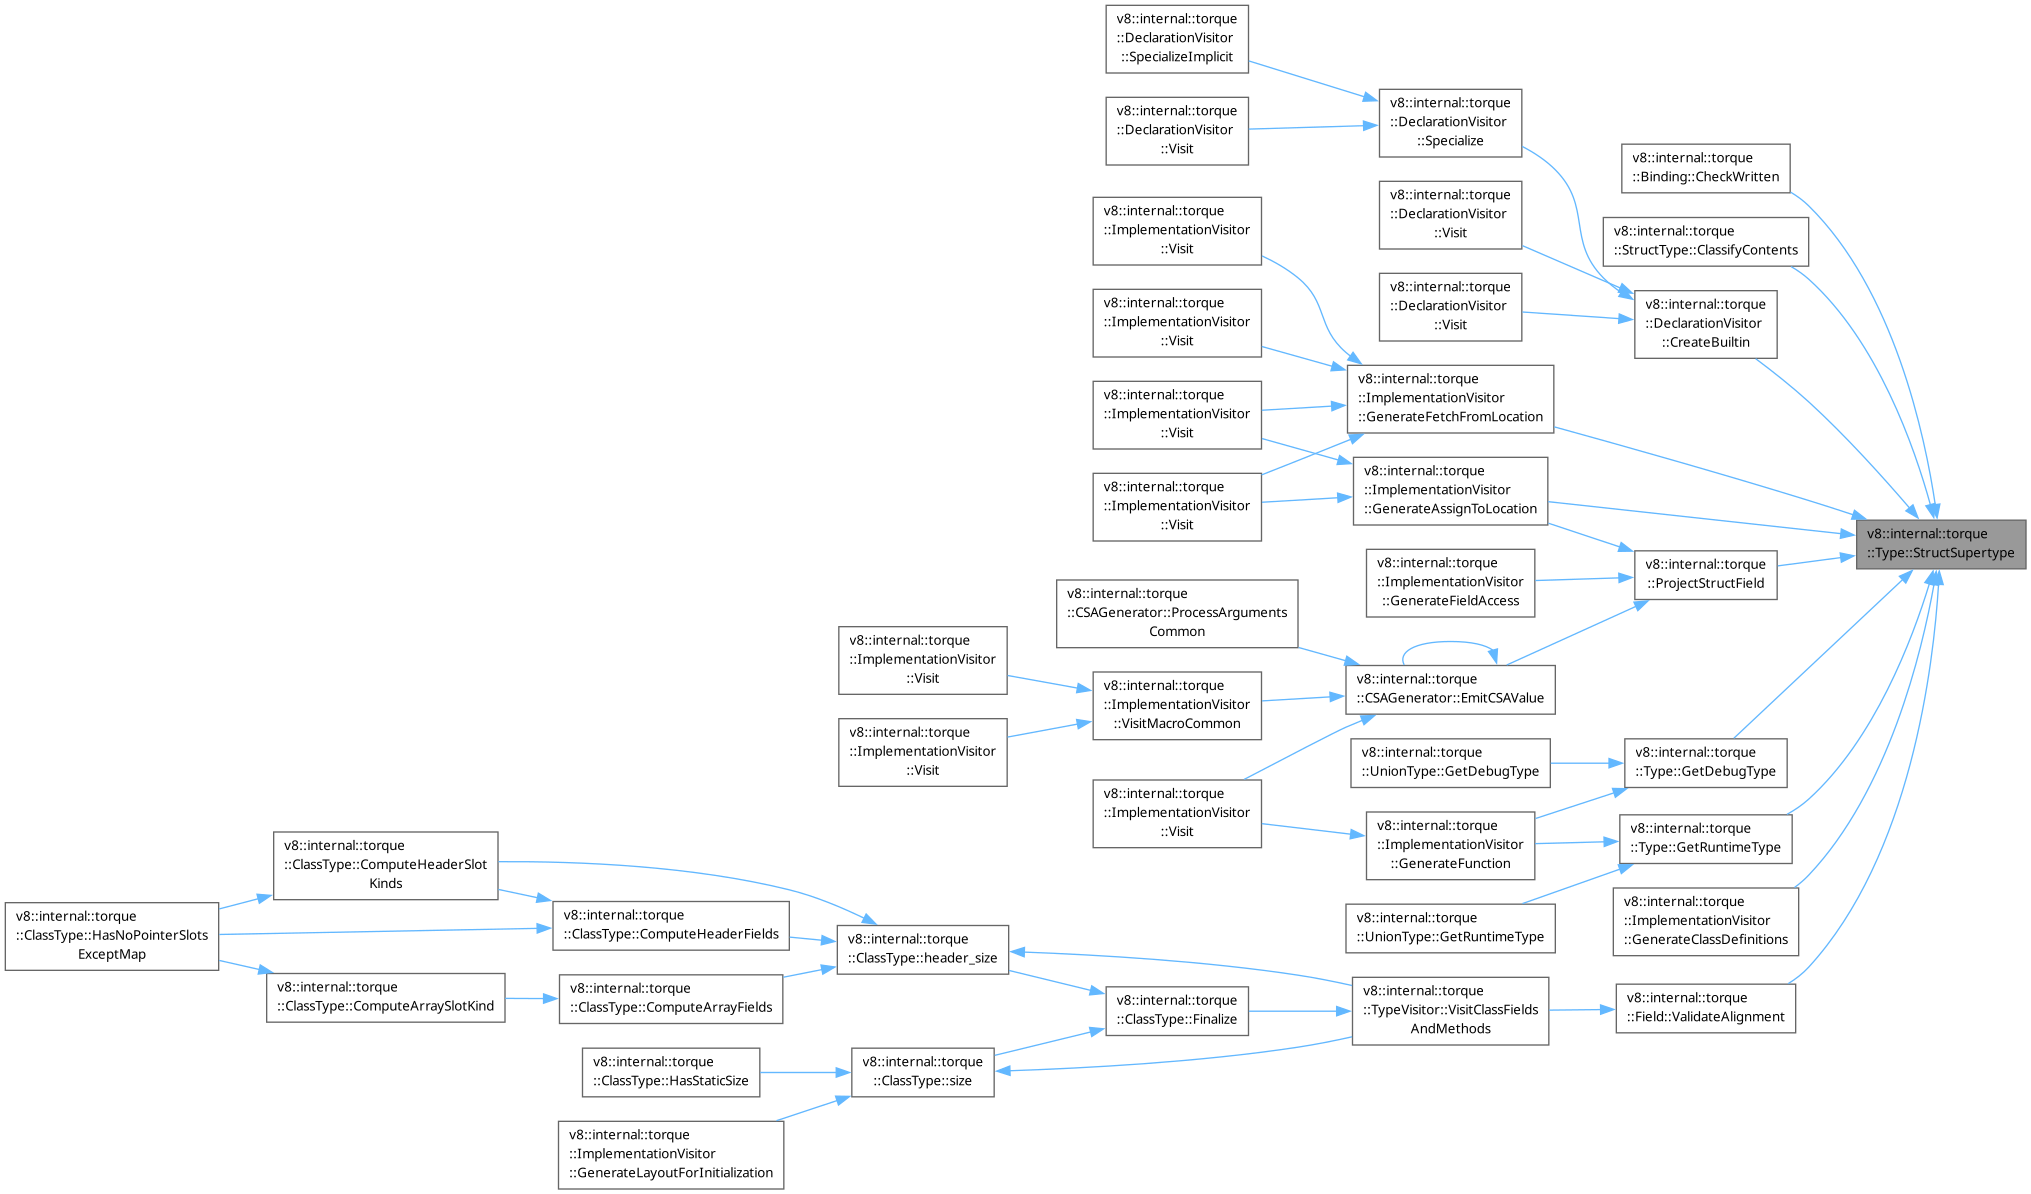 v8::internal::torque
::DeclarationVisitor
::SpecializeImplicit
v8::internal::torque
::DeclarationVisitor
::Visit
v8::internal::torque
::DeclarationVisitor
::Specialize
v8::internal::torque
::Binding::CheckWritten
v8::internal::torque
::DeclarationVisitor
::Visit
v8::internal::torque
::ImplementationVisitor
::Visit
v8::internal::torque
::StructType::ClassifyContents
v8::internal::torque
::DeclarationVisitor
::Visit
v8::internal::torque
::ImplementationVisitor
::Visit
v8::internal::torque
::DeclarationVisitor
::CreateBuiltin
v8::internal::torque
::ImplementationVisitor
::GenerateFetchFromLocation
v8::internal::torque
::ImplementationVisitor
::Visit
v8::internal::torque
::ImplementationVisitor
::GenerateAssignToLocation
v8::internal::torque
::ImplementationVisitor
::Visit
v8::internal::torque
::Type::StructSupertype
v8::internal::torque
::ImplementationVisitor
::GenerateFieldAccess
v8::internal::torque
::ProjectStructField
v8::internal::torque
::CSAGenerator::ProcessArguments
Common
v8::internal::torque
::ImplementationVisitor
::Visit
v8::internal::torque
::ImplementationVisitor
::VisitMacroCommon
v8::internal::torque
::CSAGenerator::EmitCSAValue
v8::internal::torque
::ImplementationVisitor
::Visit
v8::internal::torque
::UnionType::GetDebugType
v8::internal::torque
::Type::GetDebugType
v8::internal::torque
::ImplementationVisitor
::Visit
v8::internal::torque
::ImplementationVisitor
::GenerateFunction
v8::internal::torque
::Type::GetRuntimeType
v8::internal::torque
::ClassType::ComputeHeaderSlot
Kinds
v8::internal::torque
::ClassType::HasNoPointerSlots
ExceptMap
v8::internal::torque
::ClassType::ComputeHeaderFields
v8::internal::torque
::UnionType::GetRuntimeType
v8::internal::torque
::ImplementationVisitor
::GenerateClassDefinitions
v8::internal::torque
::ClassType::header_size
v8::internal::torque
::ClassType::ComputeArraySlotKind
v8::internal::torque
::ClassType::ComputeArrayFields
v8::internal::torque
::ClassType::Finalize
v8::internal::torque
::TypeVisitor::VisitClassFields
AndMethods
v8::internal::torque
::Field::ValidateAlignment
v8::internal::torque
::ClassType::HasStaticSize
v8::internal::torque
::ClassType::size
v8::internal::torque
::ImplementationVisitor
::GenerateLayoutForInitialization